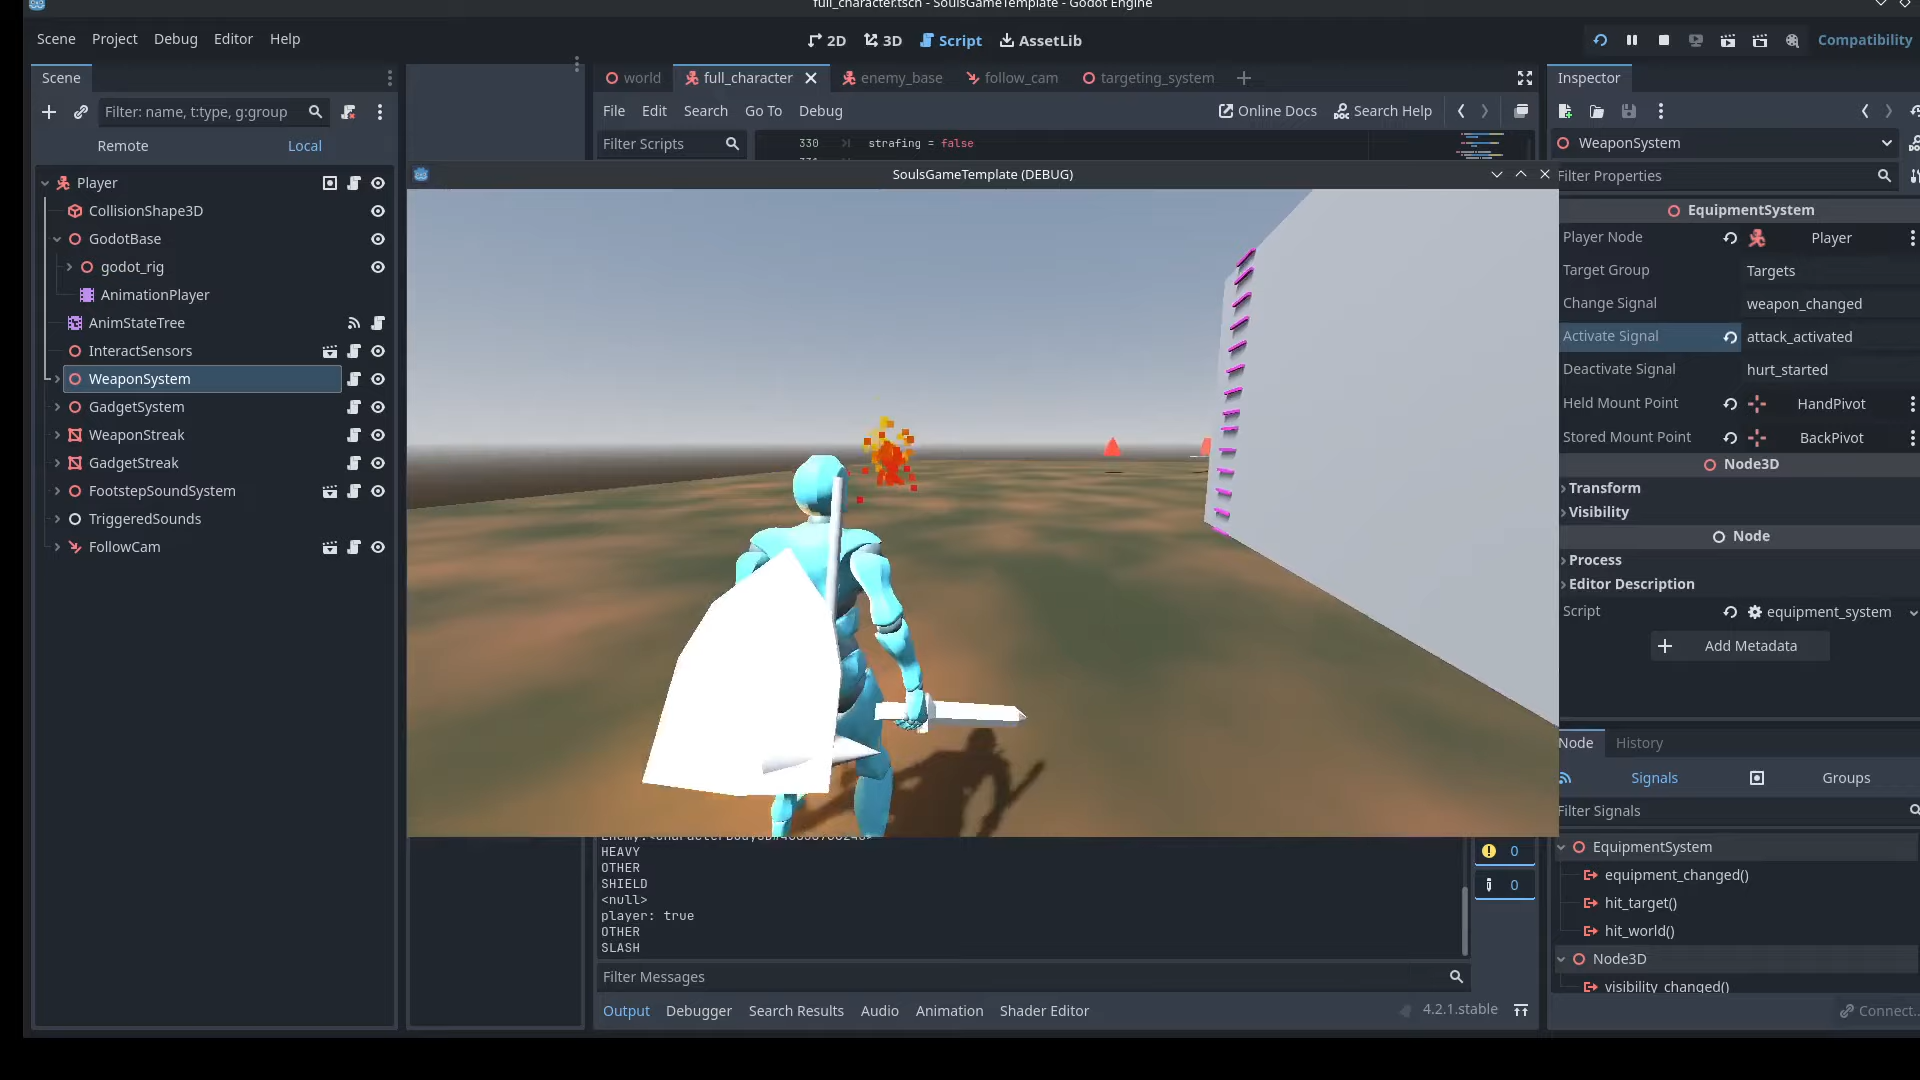 full_character.tscn - SoulsGameTemplate - Godot Engine
Scene Project Debug Editor Help
2D 3D Script AssetLib
Compatibility
Scene
Filter: name, t:type, g:group
Remote Local
Player
CollisionShape3D
GodotBase
godot_rig
AnimationPlayer
AnimStateTree
InteractSensors
WeaponSystem
GadgetSystem
WeaponStreak
GadgetStreak
FootstepSoundSystem
TriggeredSounds
FollowCam
world full_character enemy_base follow_cam targeting_system
File Edit Search Go To Debug
Online Docs Search Help
Filter Scripts
330 strafing = false
SoulsGameTemplate (DEBUG)
HEAVY
OTHER
SHIELD
<null>
player: true
OTHER
SLASH
Filter Messages
0
0
Output Debugger Search Results Audio Animation Shader Editor
4.2.1.stable
Inspector
WeaponSystem
Filter Properties
EquipmentSystem
Player Node Player
Target Group Targets
Change Signal weapon_changed
Activate Signal attack_activated
Deactivate Signal hurt_started
Held Mount Point HandPivot
Stored Mount Point BackPivot
Node3D
Transform
Visibility
Node
Process
Editor Description
Script equipment_system
Add Metadata
Node History
Signals Groups
Filter Signals
EquipmentSystem
equipment_changed()
hit_target()
hit_world()
Node3D
visibility_changed()
Connect..